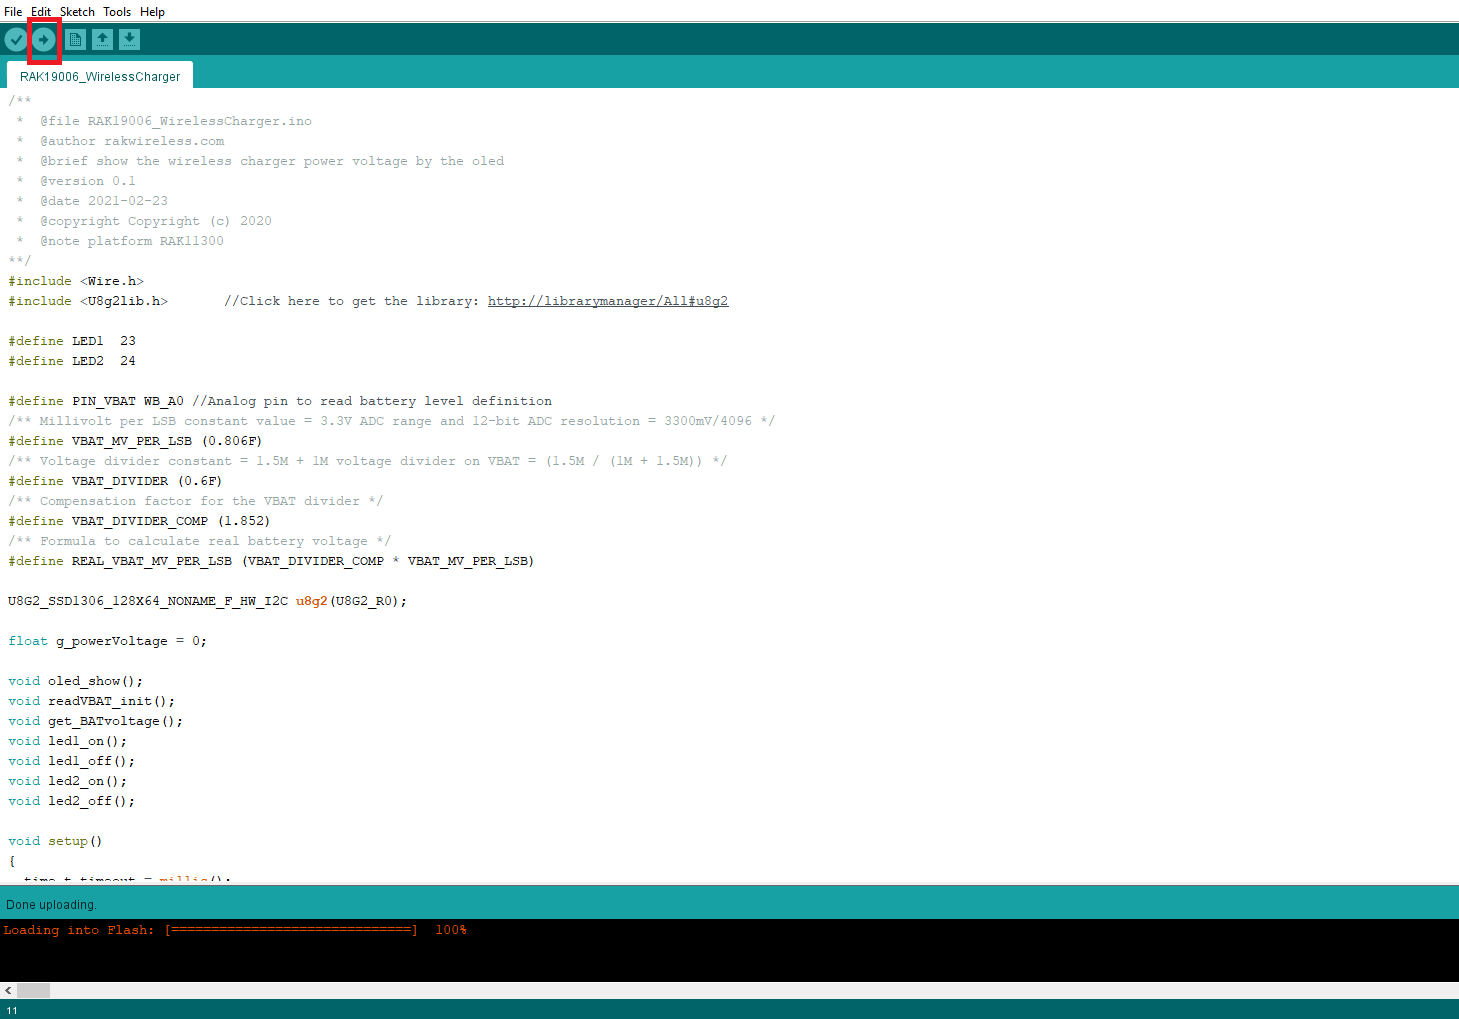 File Edit Sketch Tools Help
RAK19006_WirelessCharger
/**
 *  @file RAK19006_WirelessCharger.ino
 *  @author rakwireless.com
 *  @brief show the wireless charger power voltage by the oled
 *  @version 0.1
 *  @date 2021-02-23
 *  @copyright Copyright (c) 2020
 *  @note platform RAK11300
**/
#include <Wire.h>
#include <U8g2lib.h>       //Click here to get the library: http://librarymanager/All#u8g2
#define LED1  23
#define LED2  24
#define PIN_VBAT WB_A0 //Analog pin to read battery level definition
/** Millivolt per LSB constant value = 3.3V ADC range and 12-bit ADC resolution = 3300mV/4096 */
#define VBAT_MV_PER_LSB (0.806F)
/** Voltage divider constant = 1.5M + 1M voltage divider on VBAT = (1.5M / (1M + 1.5M)) */
#define VBAT_DIVIDER (0.6F)
/** Compensation factor for the VBAT divider */
#define VBAT_DIVIDER_COMP (1.852)
/** Formula to calculate real battery voltage */
#define REAL_VBAT_MV_PER_LSB (VBAT_DIVIDER_COMP * VBAT_MV_PER_LSB)
U8G2_SSD1306_128X64_NONAME_F_HW_I2C u8g2(U8G2_R0);
float g_powerVoltage = 0;
void oled_show();
void readVBAT_init();
void get_BATvoltage();
void led1_on();
void led1_off();
void led2_on();
void led2_off();
void setup()
{
  time_t timeout = millis();
Done uploading.
Loading into Flash: [==============================]  100%
11